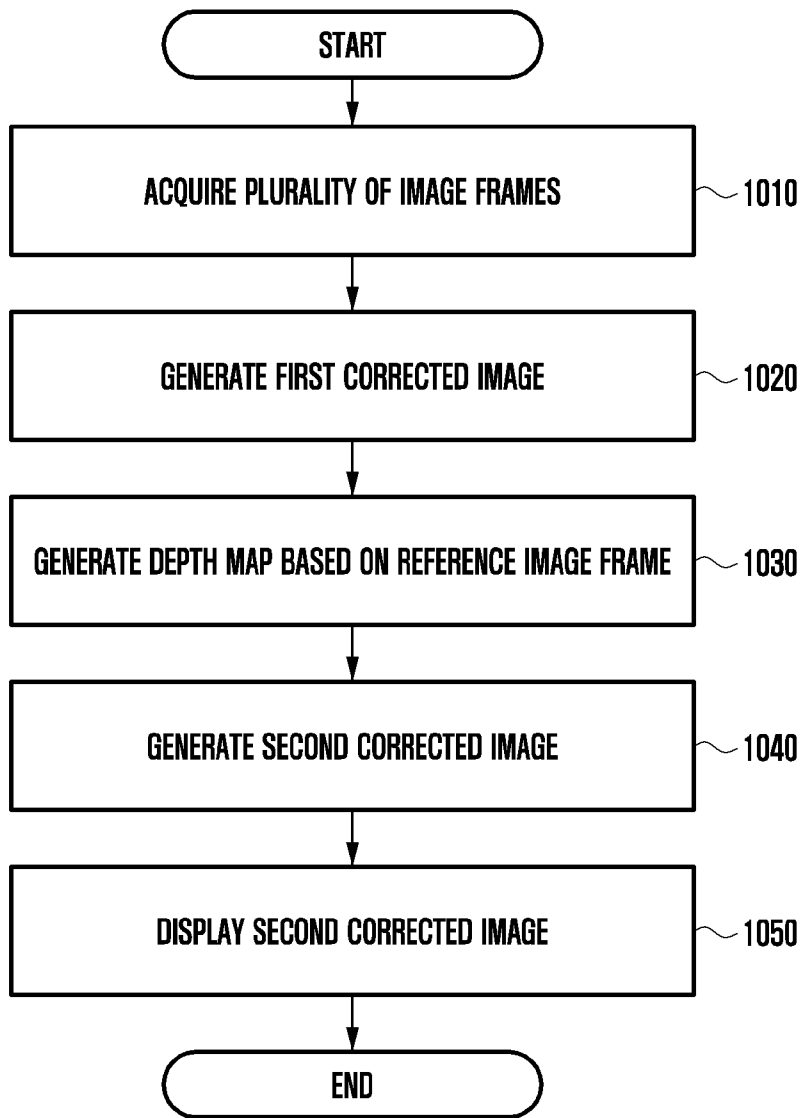 START
ACQUIRE PLURALITY OF IMAGE FRAMES
1010
GENERATE FIRST CORRECTED IMAGE
1020
GENERATE DEPTH MAP BASED ON REFERENCE IMAGE FRAME
1030
GENERATE SECOND CORRECTED IMAGE
1040
DISPLAY SECOND CORRECTED IMAGE
1050
END